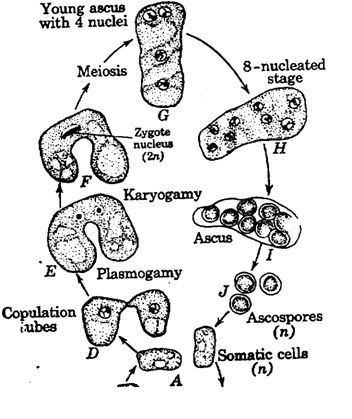 Young ascus
with 4 nuclei
Meiosis
G
8-nucleated
stage
H
Zygote
nucleus
(2n)
F
Karyogamy
Ascus
I
E
Plasmogamy
J
Ascospores
(n)
Copulation
tubes
D
A
Somatic cells
(n)